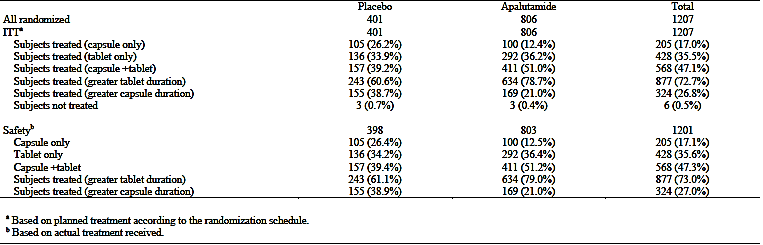 Placebo Apalutamide Total
All randomized 401 806 1207
ITTᵃ 401 806 1207
Subjects treated (capsule only) 105 (26.2%) 100 (12.4%) 205 (17.0%)
Subjects treated (tablet only) 136 (33.9%) 292 (36.2%) 428 (35.5%)
Subjects treated (capsule +tablet) 157 (39.2%) 411 (51.0%) 568 (47.1%)
Subjects treated (greater tablet duration) 243 (60.6%) 634 (78.7%) 877 (72.7%)
Subjects treated (greater capsule duration) 155 (38.7%) 169 (21.0%) 324 (26.8%)
Subjects not treated 3 (0.7%) 3 (0.4%) 6 (0.5%)
Safetyᵇ 398 803 1201
Capsule only 105 (26.4%) 100 (12.5%) 205 (17.1%)
Tablet only 136 (34.2%) 292 (36.4%) 428 (35.6%)
Capsule +tablet 157 (39.4%) 411 (51.2%) 568 (47.3%)
Subjects treated (greater tablet duration) 243 (61.1%) 634 (79.0%) 877 (73.0%)
Subjects treated (greater capsule duration) 155 (38.9%) 169 (21.0%) 324 (27.0%)
ᵃ Based on planned treatment according to the randomization schedule.
ᵇ Based on actual treatment received.